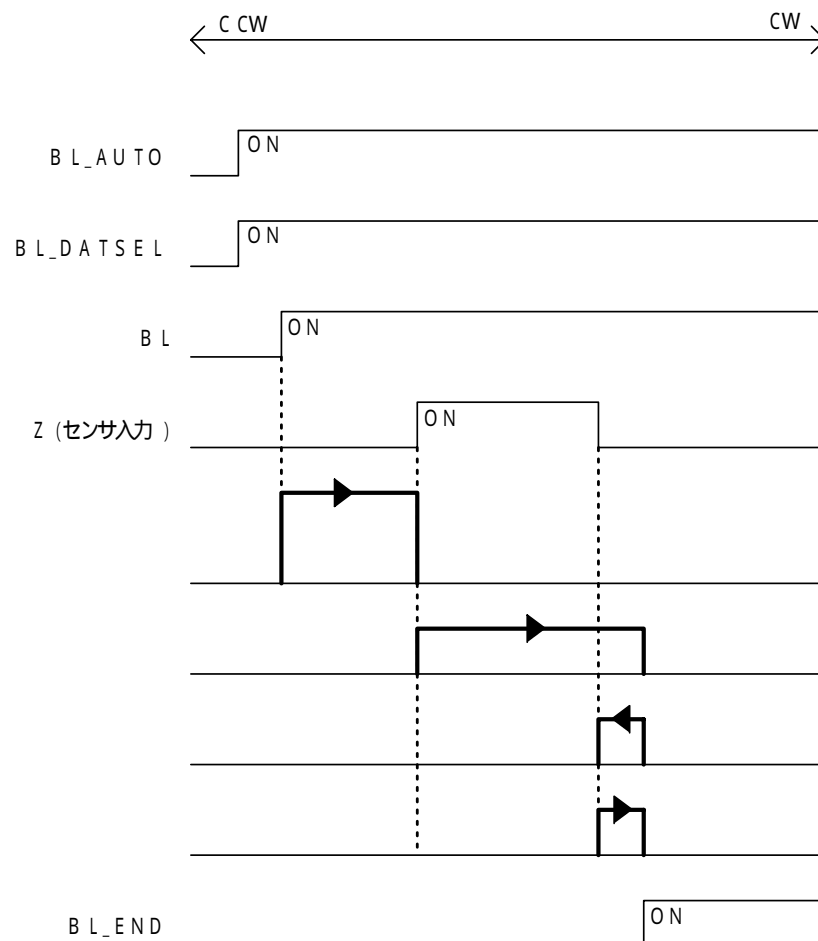 CCW CW
BL_AUTO ON
BL_DATSEL ON
BL ON
Z (センサ入力 ) ON
BL_END ON